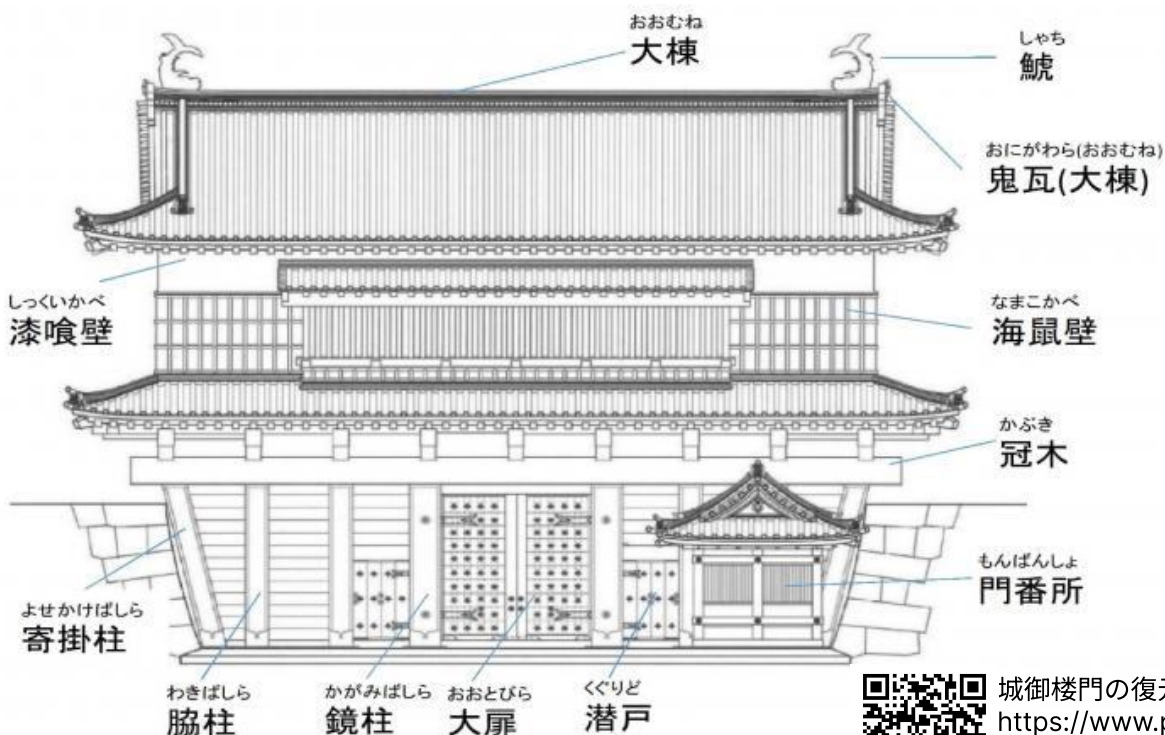 おおむね
大棟
しゃち
鯱
おにがわら(おおむね)
鬼瓦(大棟)
しっくいかべ
漆喰壁
なまこかべ
海鼠壁
かぶき
冠木
もんばんしょ
門番所
よせかけばしら
寄掛柱
わきばしら
脇柱
かがみばしら
鏡柱
おおとびら
大扉
くぐりど
潜戸
城御楼門の復元
https://www.p